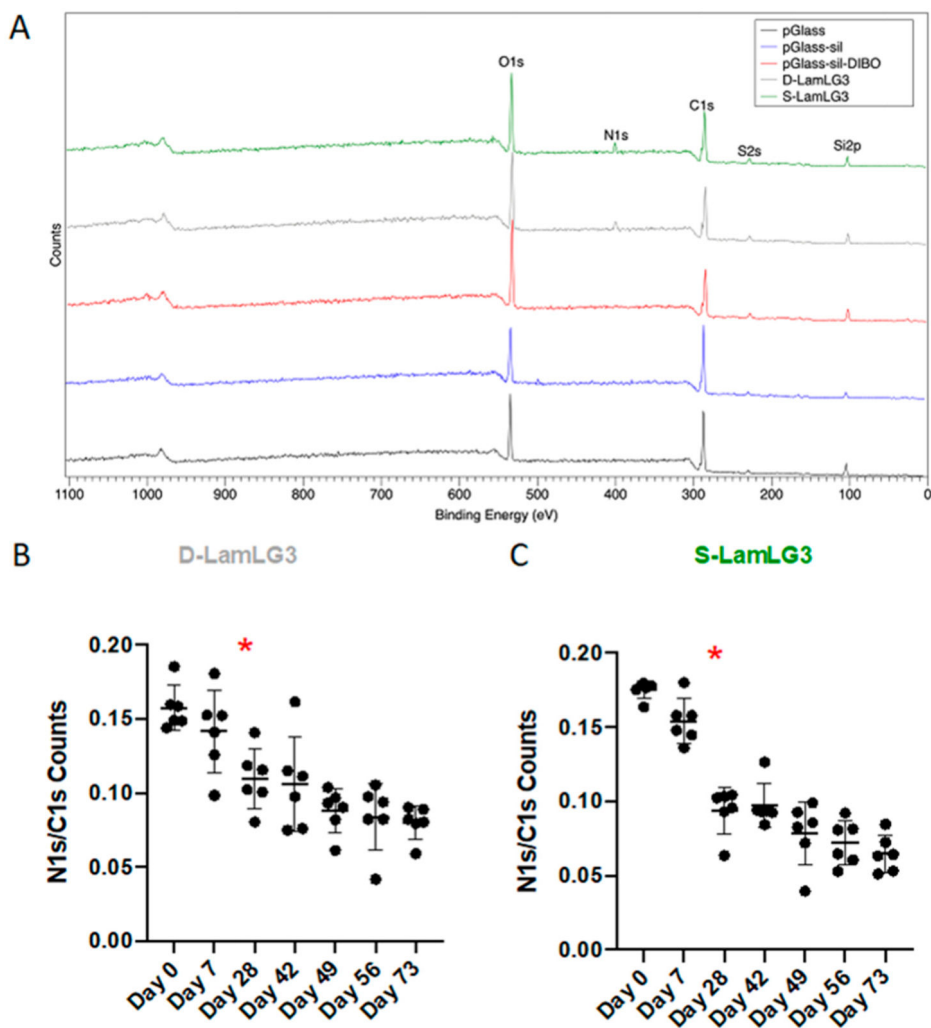 A
pGlass
pGlass-sil
pGlass-sil-DIBO
D-LamLG3
S-LamLG3
O1s
N1s
C1s
S2s
Si2p
Counts
1100 1000 900 800 700 600 500 400 300 200 100 0
Binding Energy (eV)
B D-LamLG3
N1s/C1s Counts
0.20
*
0.15
0.10
0.05
0.00
Day 0 Day 7 Day 28 Day 42 Day 49 Day 56 Day 73
C S-LamLG3
N1s/C1s Counts
0.20
*
0.15
0.10
0.05
0.00
Day 0 Day 7 Day 28 Day 42 Day 49 Day 56 Day 73